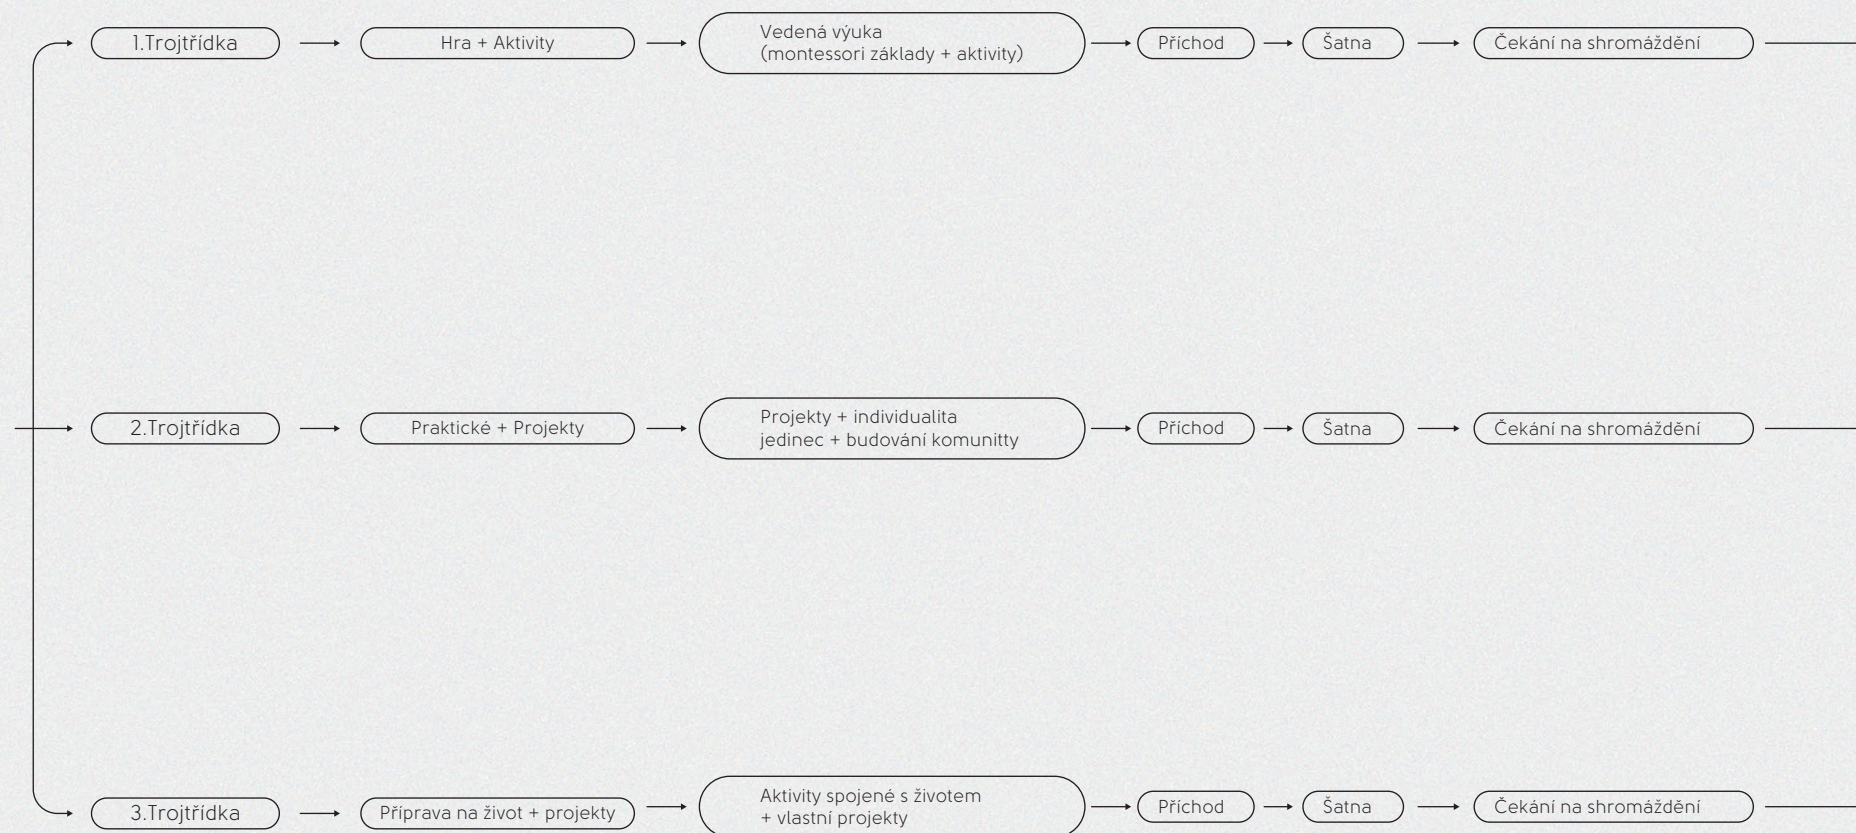 1.Trojtřídka
Hra + Aktivity
Vedená výuka
(montessori základy + aktivity)
Příchod
Šatna
Čekání na shromáždění
2.Trojtřídka
Praktické + Projekty
Projekty + individualita
jedinec + budování komunitty
Příchod
Šatna
Čekání na shromáždění
3.Trojtřídka
Příprava na život + projekty
Aktivity spojené s životem
+ vlastní projekty
Příchod
Šatna
Čekání na shromáždění